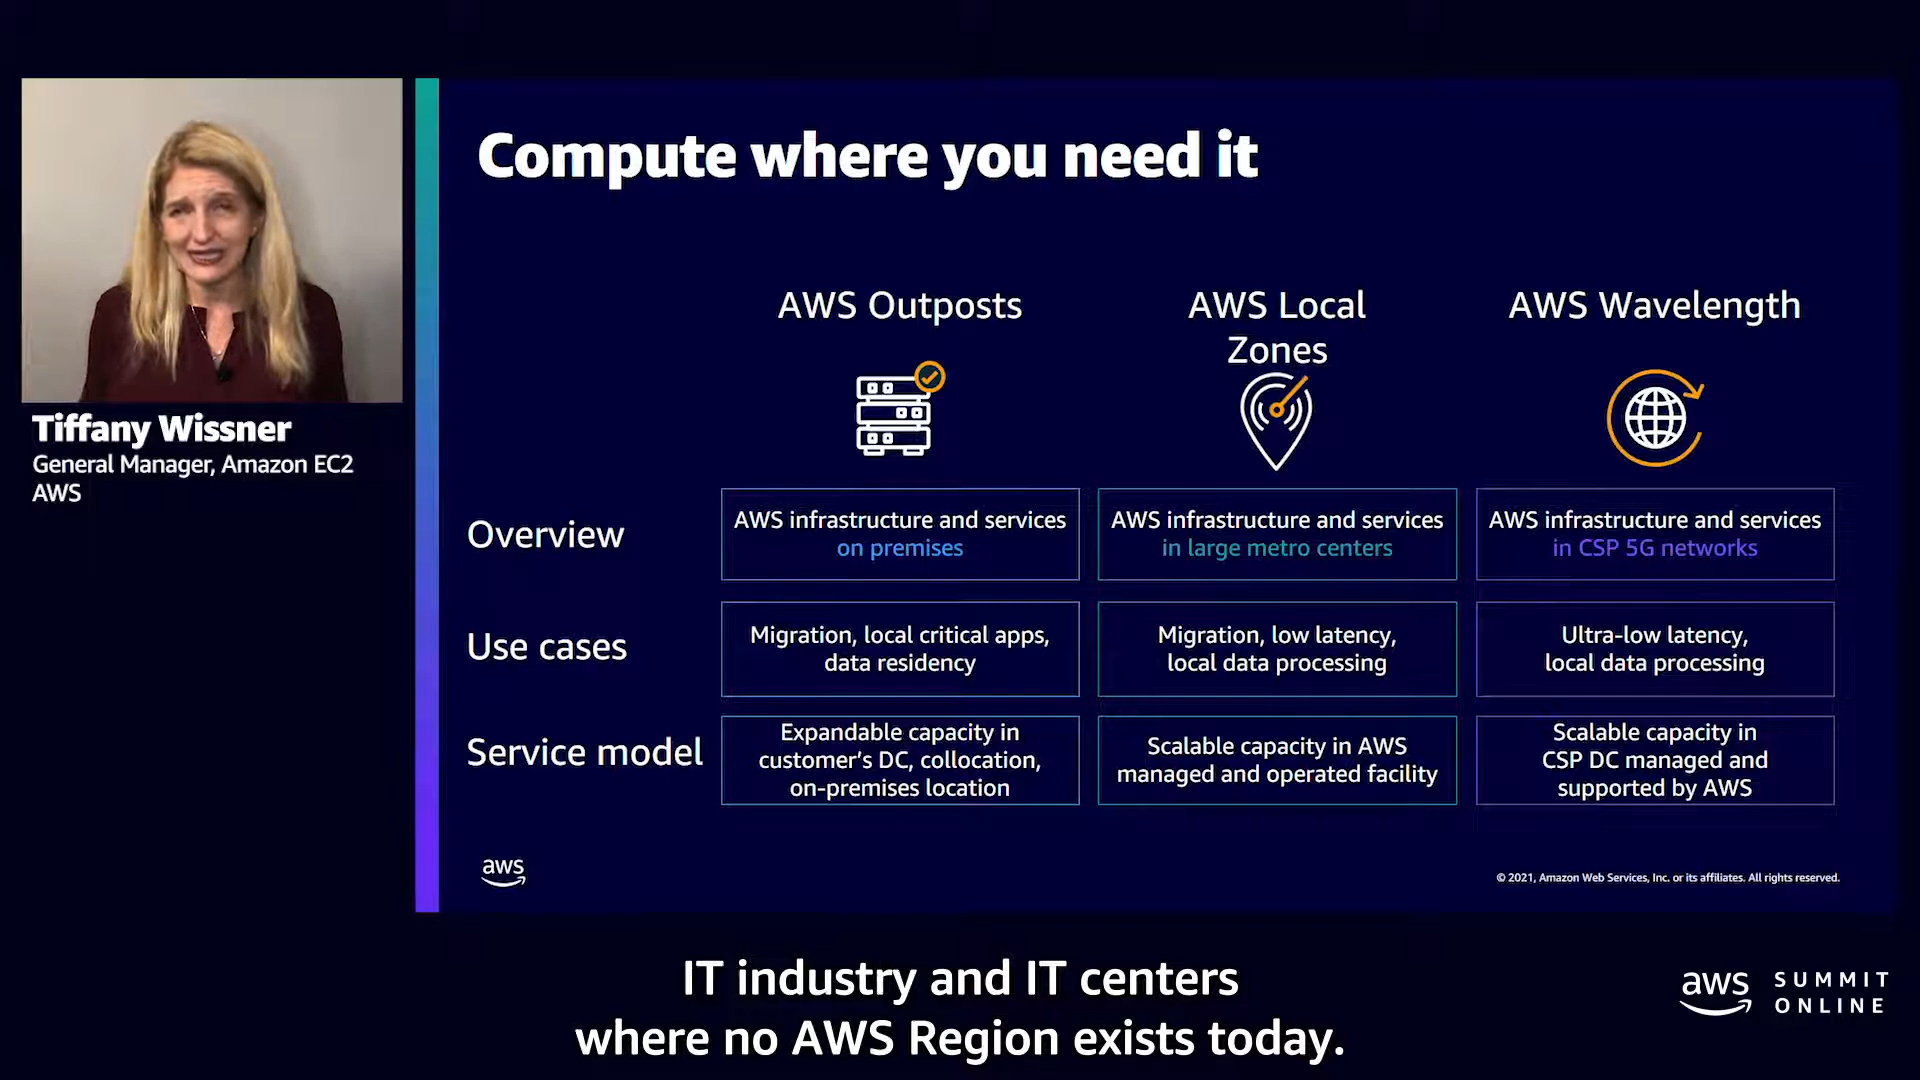 Compute where you need it
Tiffany Wissner
General Manager, Amazon EC2
AWS
AWS Outposts
AWS Local
Zones
AWS Wavelength
Overview
AWS infrastructure and services
on premises
AWS infrastructure and services
in large metro centers
AWS infrastructure and services
in CSP 5G networks
Use cases
Migration, local critical apps,
data residency
Migration, low latency,
local data processing
Ultra-low latency,
local data processing
Service model
Expandable capacity in
customer’s DC, collocation,
on-premises location
Scalable capacity in AWS
managed and operated facility
Scalable capacity in
CSP DC managed and
supported by AWS
aws
© 2021, Amazon Web Services, Inc. or its affiliates. All rights reserved.
IT industry and IT centers
where no AWS Region exists today.
aws
SUMMIT
ONLINE